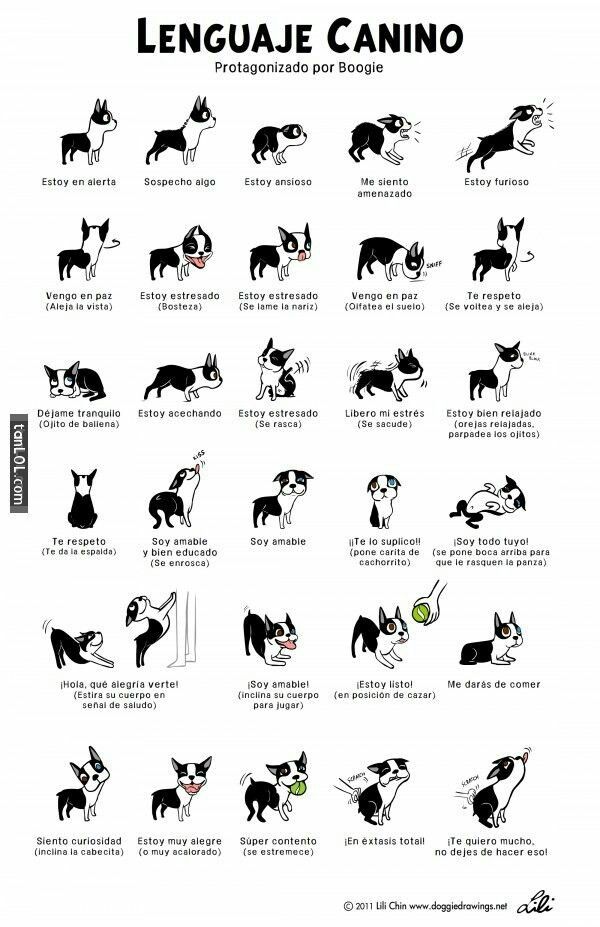 LENGUAJE CANINO
Protagonizado por Boogie
Estoy en alerta
Sospecho algo
Estoy ansioso
Me siento
amenazado
Estoy furioso
Vengo en paz
(Aleja la vista)
Estoy estresado
(Bosteza)
Estoy estresado
(Se lame la nariz)
SNIFF
Vengo en paz
(Olfatea el suelo)
Te respeto
(Se voltea y se aleja)
Déjame tranquilo
(Ojito de ballena)
Estoy acechando
Estoy estresado
(Se rasca)
Libero mi estrés
(Se sacude)
BLINK
BLINK
Estoy bien relajado
(orejas relajadas,
parpadea los ojitos)
tanLOL.com
Te respeto
(Te da la espalda)
KISS
Soy amable
y bien educado
(Se enrosca)
Soy amable
¡¡Te lo suplico!!
(pone carita de
cachorrito)
¡Soy todo tuyo!
(se pone boca arriba para
que le rasquen la panza)
¡Hola, qué alegría verte!
(Estira su cuerpo en
señal de saludo)
¡Soy amable!
(inclina su cuerpo
para jugar)
¡Estoy listo!
(en posición de cazar)
Me darás de comer
Siento curiosidad
(inclina la cabecita)
Estoy muy alegre
(o muy acalorado)
Súper contento
(se estremece)
SCRATCH
¡En éxtasis total!
SCRATCH
¡Te quiero mucho,
no dejes de hacer eso!
© 2011 Lili Chin www.doggiedrawings.net
Lili